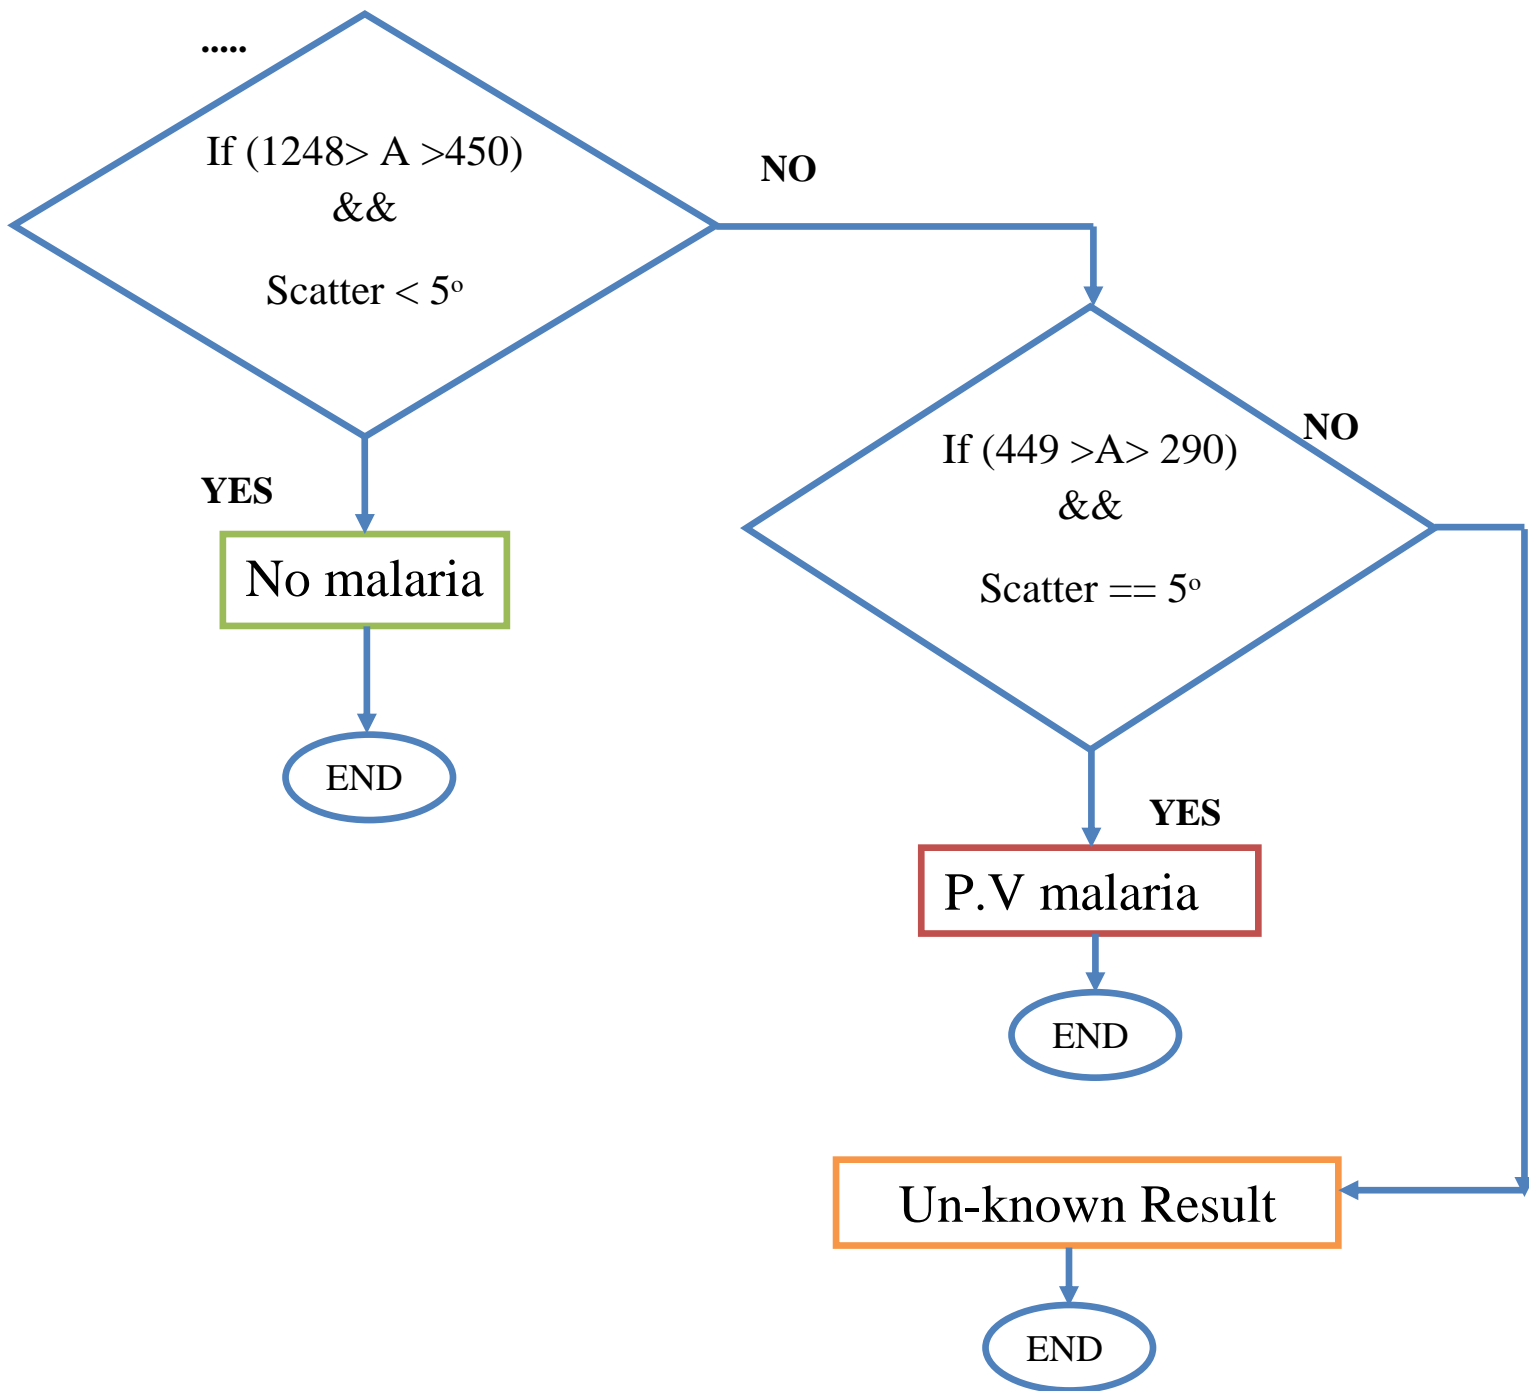 .....
If (1248> A >450)
&&
Scatter < 5º
NO
YES
No malaria
END
If (449 >A> 290)
&&
Scatter == 5º
NO
YES
P.V malaria
END
Un-known Result
END